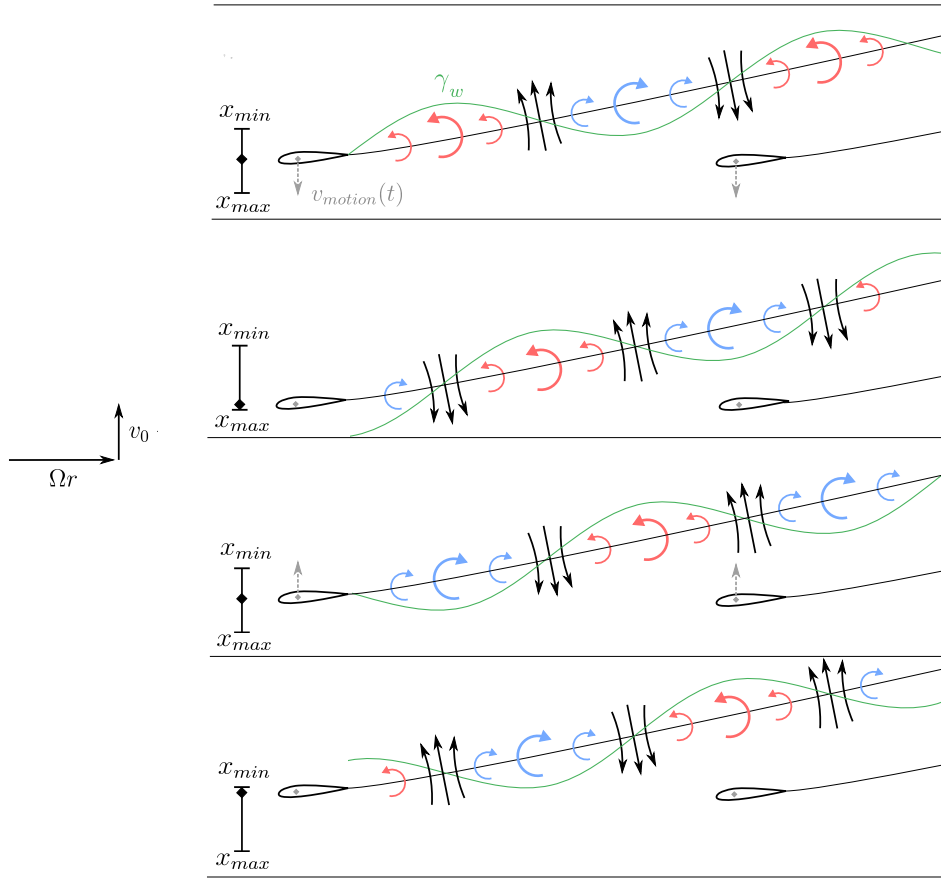 γ_w
x_min
v_motion(t)
x_max
x_min
x_max
v_0
Ωr
x_min
x_max
x_min
x_max